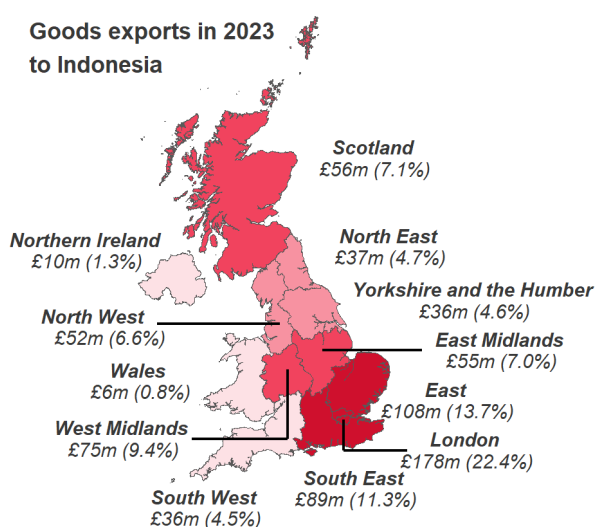 Goods exports in 2023
to Indonesia
Scotland
£56m (7.1%)
Northern Ireland
£10m (1.3%)
North East
£37m (4.7%)
Yorkshire and the Humber
£36m (4.6%)
North West
£52m (6.6%)
East Midlands
£55m (7.0%)
Wales
£6m (0.8%)
East
£108m (13.7%)
West Midlands
£75m (9.4%)
London
£178m (22.4%)
South East
£89m (11.3%)
South West
£36m (4.5%)